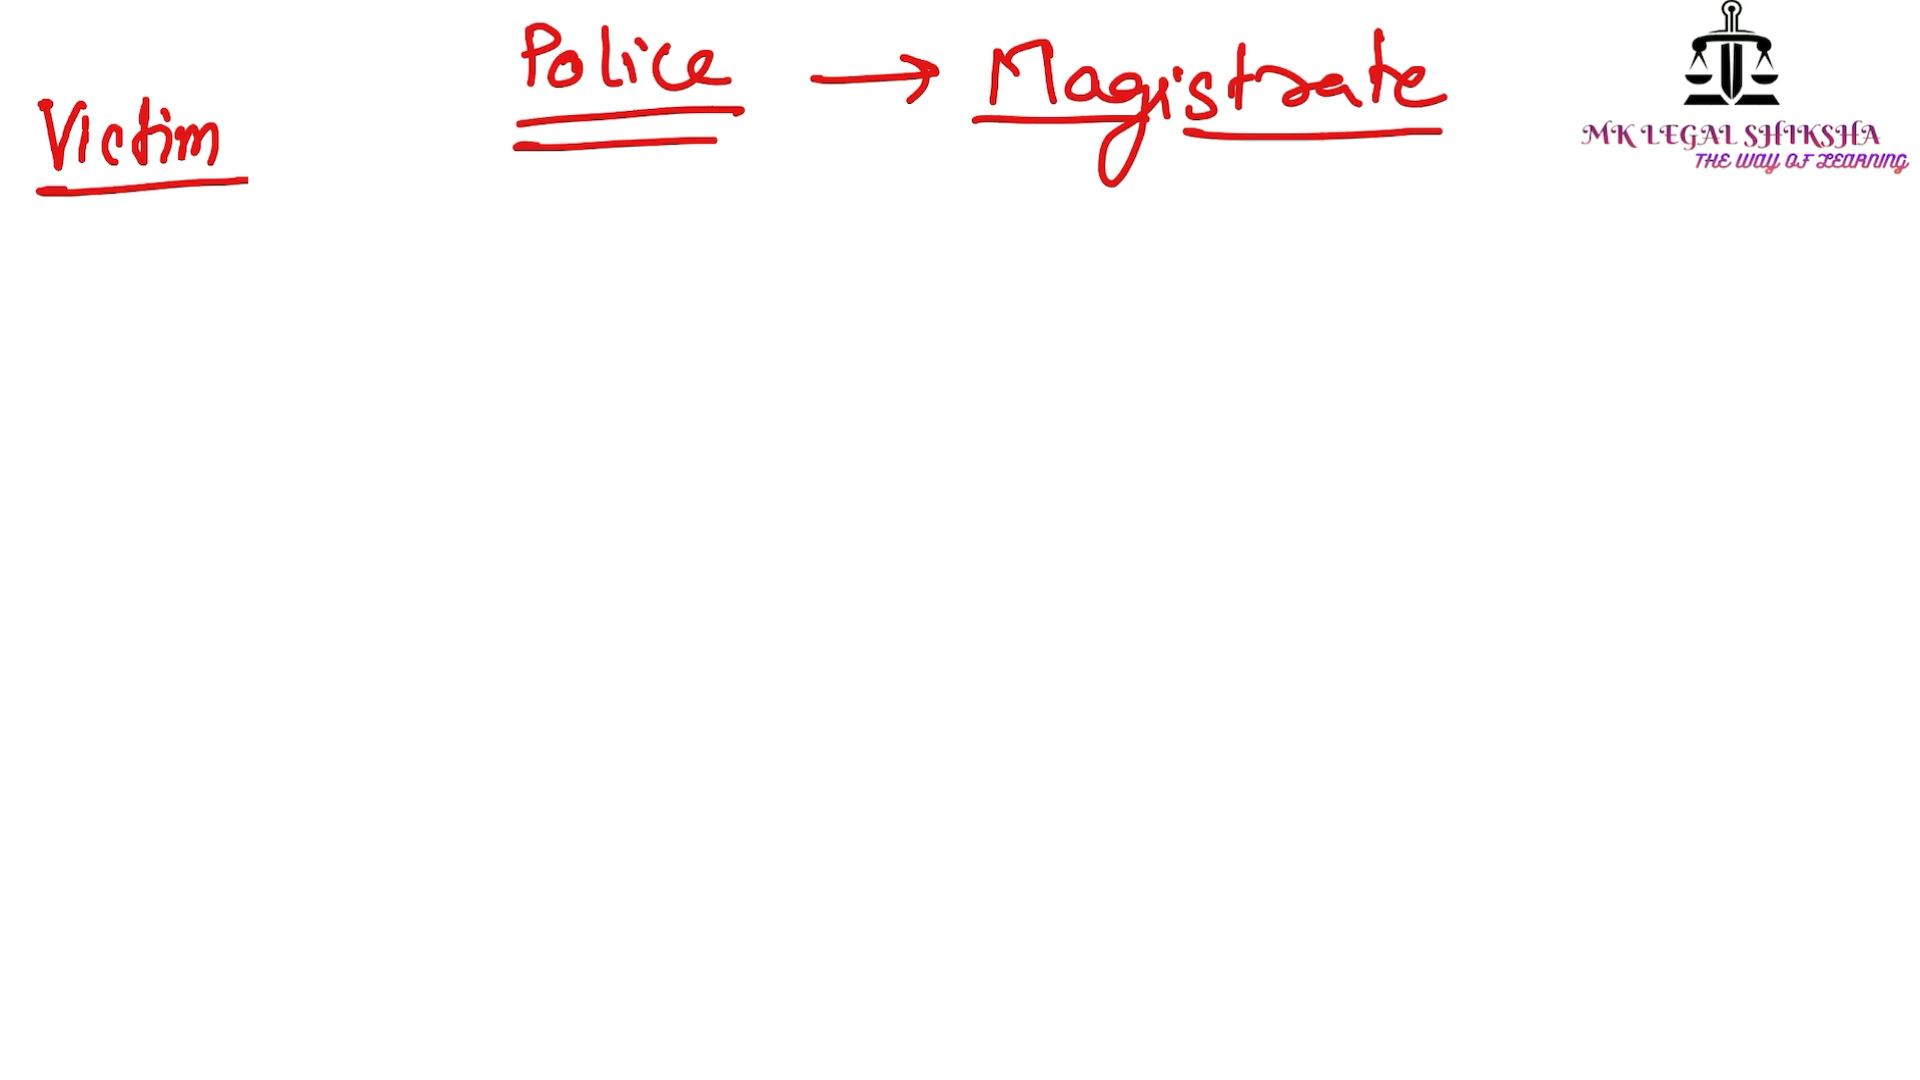 Police → Magistrate
Victim
MK LEGAL SHIKSHA
THE WAY OF LEARNING